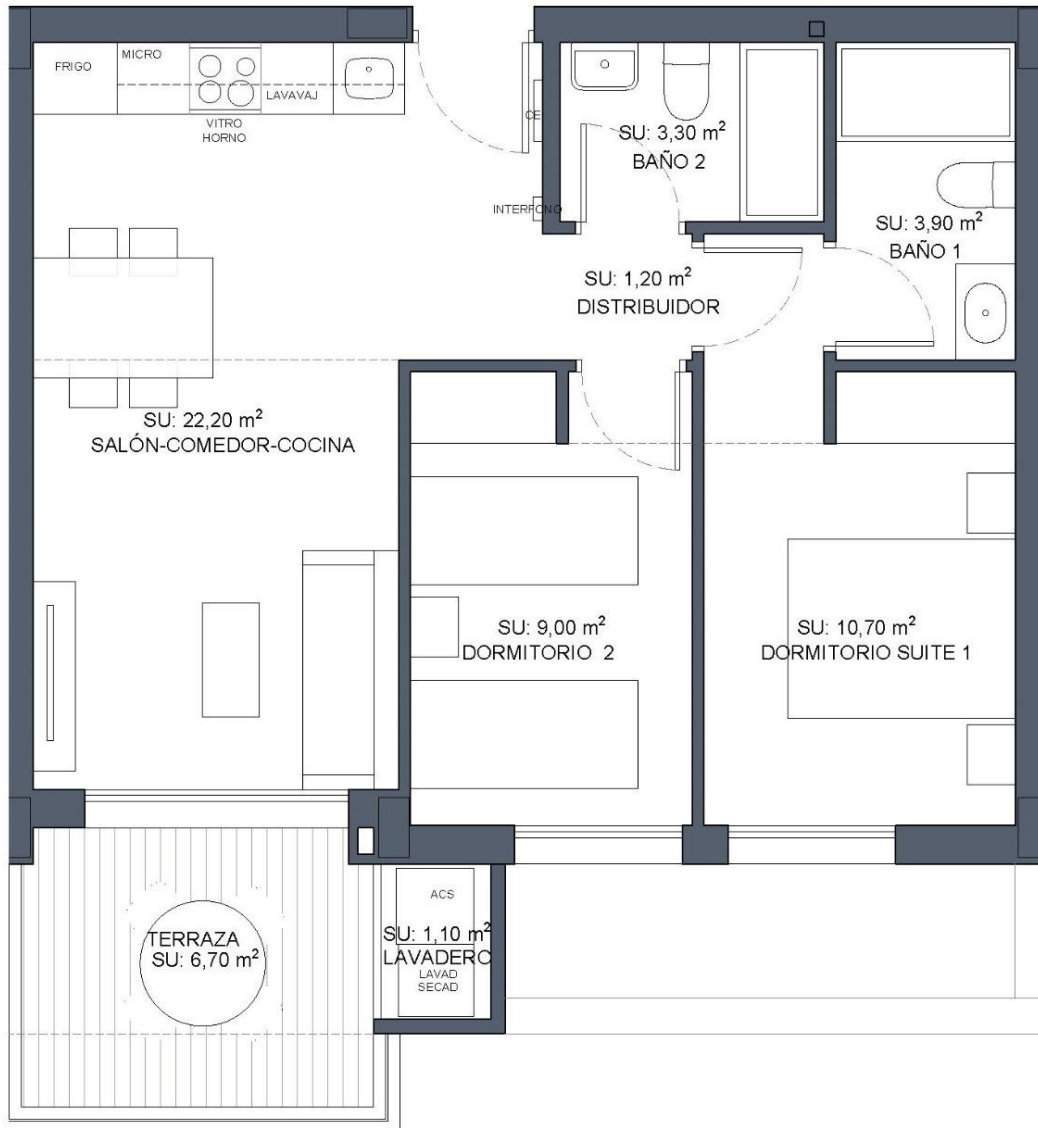 FRIGO
MICRO
LAVAVAJ
VITRO
HORNO
CE
INTERFONO
SU: 3,30 m²
BAÑO 2
SU: 3,90 m²
BAÑO 1
SU: 1,20 m²
DISTRIBUIDOR
SU: 22,20 m²
SALÓN-COMEDOR-COCINA
SU: 9,00 m²
DORMITORIO 2
SU: 10,70 m²
DORMITORIO SUITE 1
TERRAZA
SU: 6,70 m²
ACS
SU: 1,10 m²
LAVADERO
LAVAD
SECAD